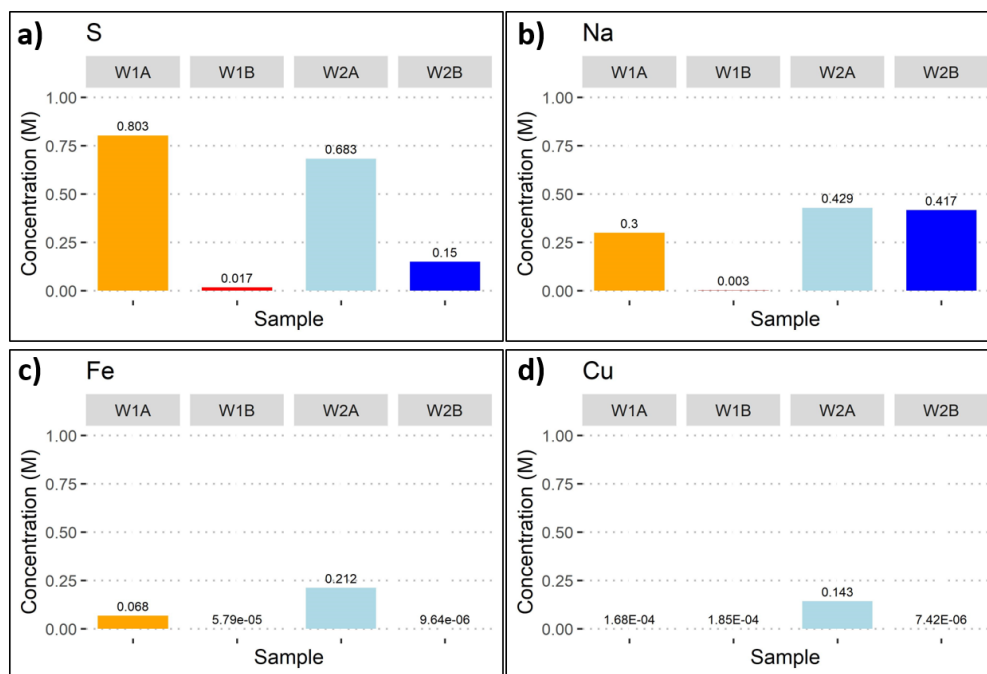 a) S
W1A W1B W2A W2B
1.00
0.75
0.50
0.25
0.00
Concentration (M)
0.803
0.017
0.683
0.15
Sample
b) Na
W1A W1B W2A W2B
1.00
0.75
0.50
0.25
0.00
Concentration (M)
0.3
0.003
0.429
0.417
Sample
c) Fe
W1A W1B W2A W2B
1.00
0.75
0.50
0.25
0.00
Concentration (M)
0.068
5.79e-05
0.212
9.64e-06
Sample
d) Cu
W1A W1B W2A W2B
1.00
0.75
0.50
0.25
0.00
Concentration (M)
1.68E-04
1.85E-04
0.143
7.42E-06
Sample